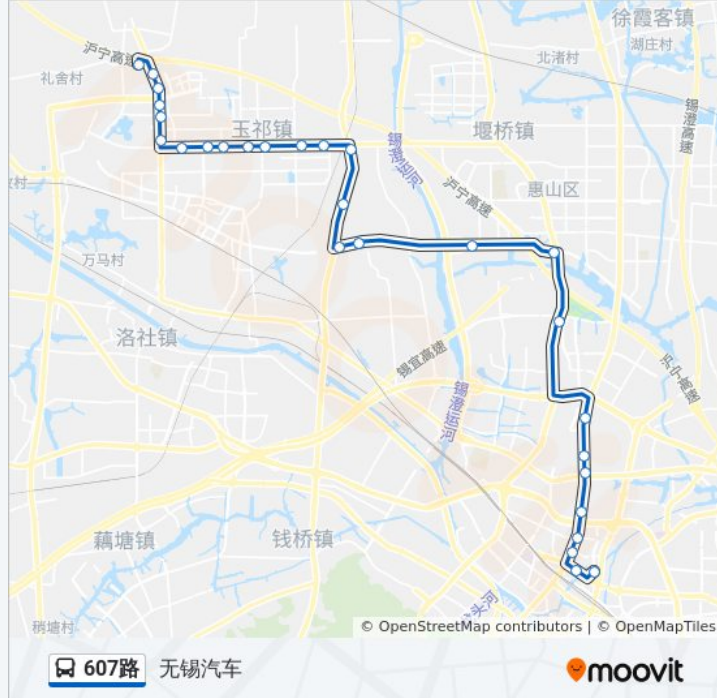 徐霞客镇
沪宁高速
北渚村
湖庄村
礼舍村
锡澄高速
玉祁镇
堰桥镇
锡澄运河
沪宁高速
惠山区
万马村
洛社镇
锡宜高速
沪宁高速
锡澄运河
藕塘镇
钱桥镇
稍塘村
© OpenStreetMap contributors | © OpenMapTiles
607路 无锡汽车
moovit